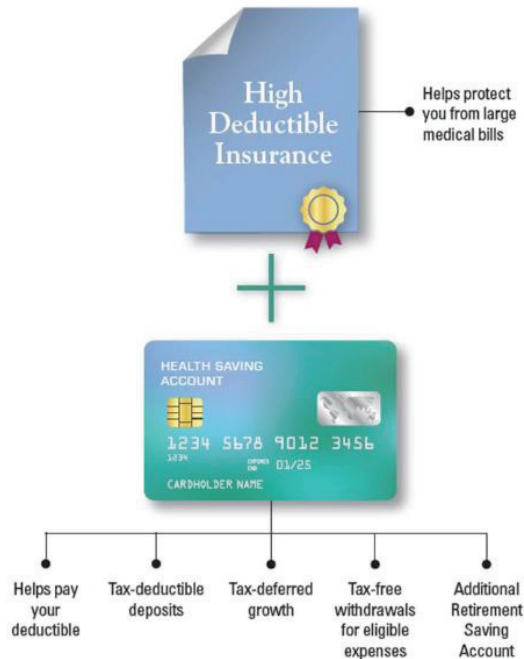 High
Deductible
Insurance
Helps protect
you from large
medical bills
HEALTH SAVING
ACCOUNT
1234 5678 9012 3456
1234
EXPIRES
END 01/25
CARDHOLDER NAME
Helps pay
your
deductible
Tax-deductible
deposits
Tax-deferred
growth
Tax-free
withdrawals
for eligible
expenses
Additional
Retirement
Saving
Account